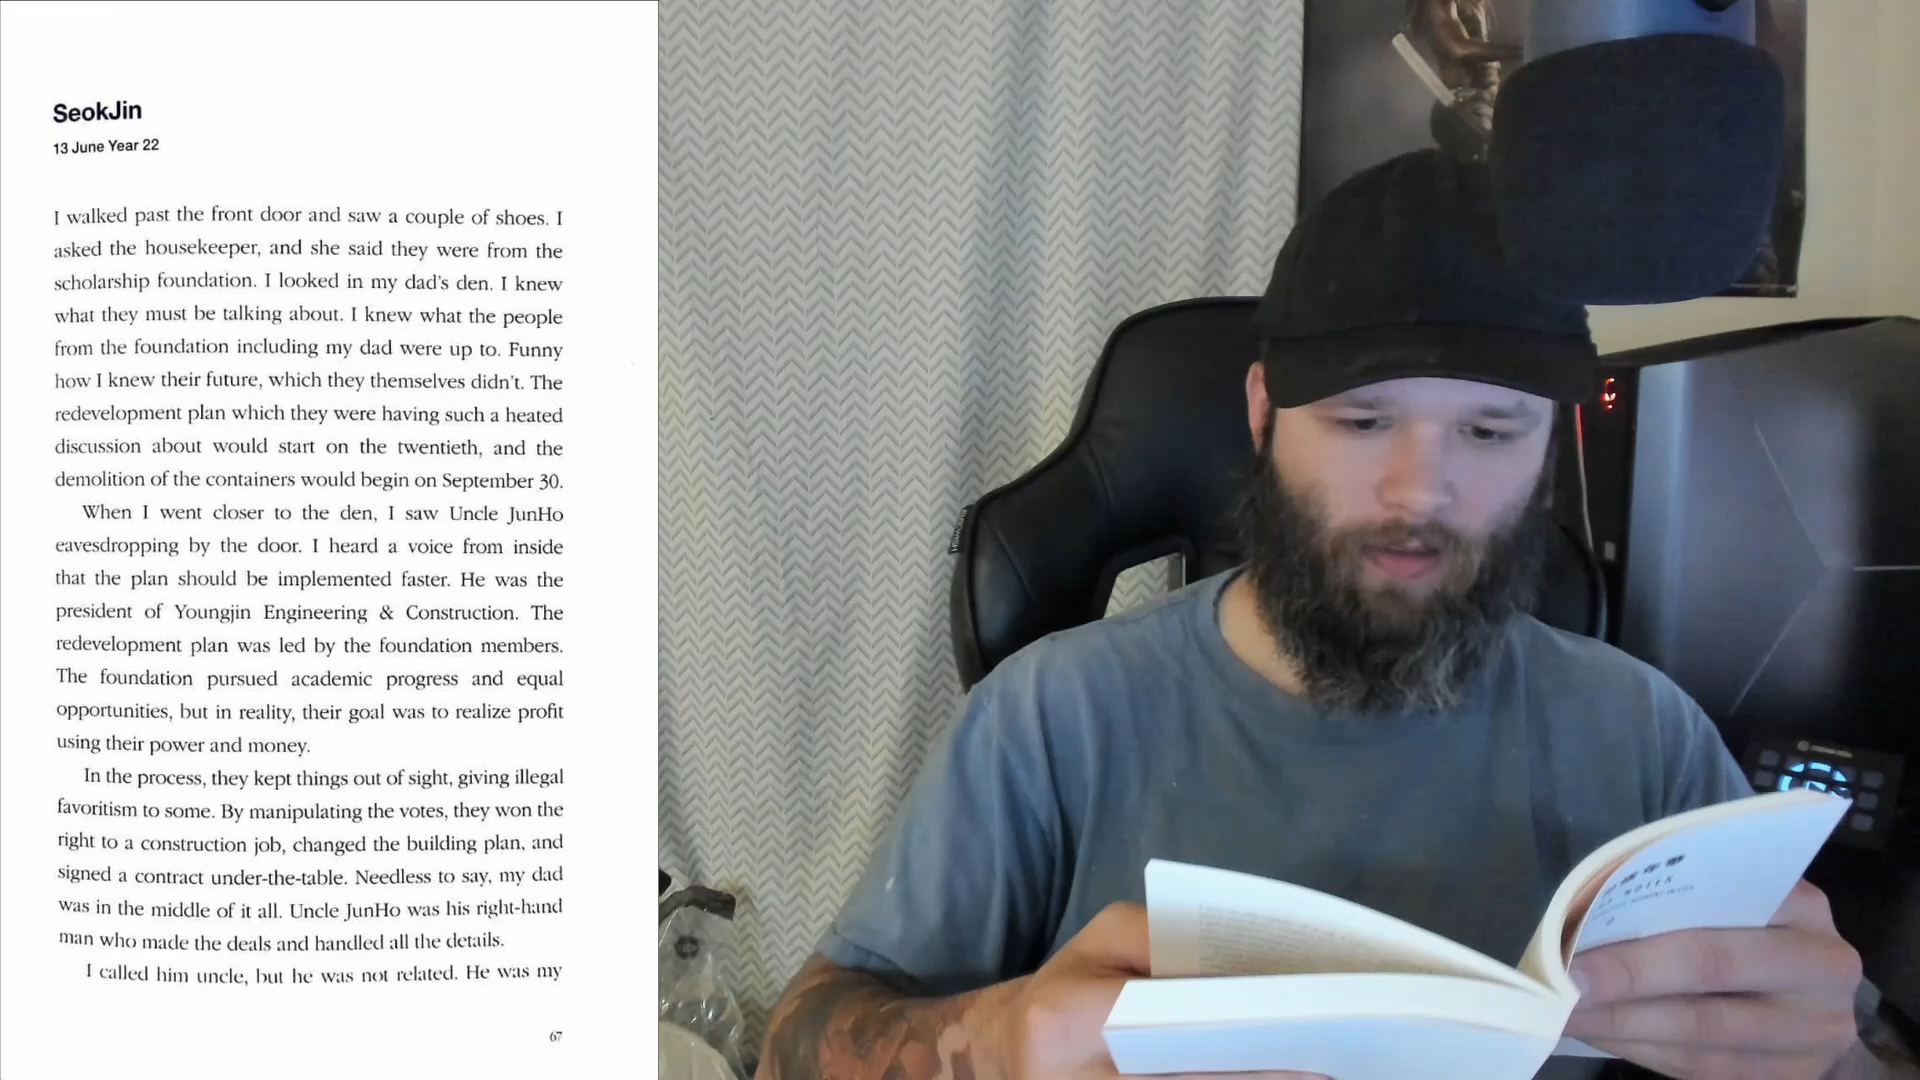 SeokJin
13 June Year 22
I walked past the front door and saw a couple of shoes. I
asked the housekeeper, and she said they were from the
scholarship foundation. I looked in my dad's den. I knew
what they must be talking about. I knew what the people
from the foundation including my dad were up to. Funny
how I knew their future, which they themselves didn't. The
redevelopment plan which they were having such a heated
discussion about would start on the twentieth, and the
demolition of the containers would begin on September 30.
When I went closer to the den, I saw Uncle JunHo
eavesdropping by the door. I heard a voice from inside
that the plan should be implemented faster. He was the
president of Youngjin Engineering & Construction. The
redevelopment plan was led by the foundation members.
The foundation pursued academic progress and equal
opportunities, but in reality, their goal was to realize profit
using their power and money.
In the process, they kept things out of sight, giving illegal
favoritism to some. By manipulating the votes, they won the
right to a construction job, changed the building plan, and
signed a contract under-the-table. Needless to say, my dad
was in the middle of it all. Uncle JunHo was his right-hand
man who made the deals and handled all the details.
I called him uncle, but he was not related. He was my
67
NOTES